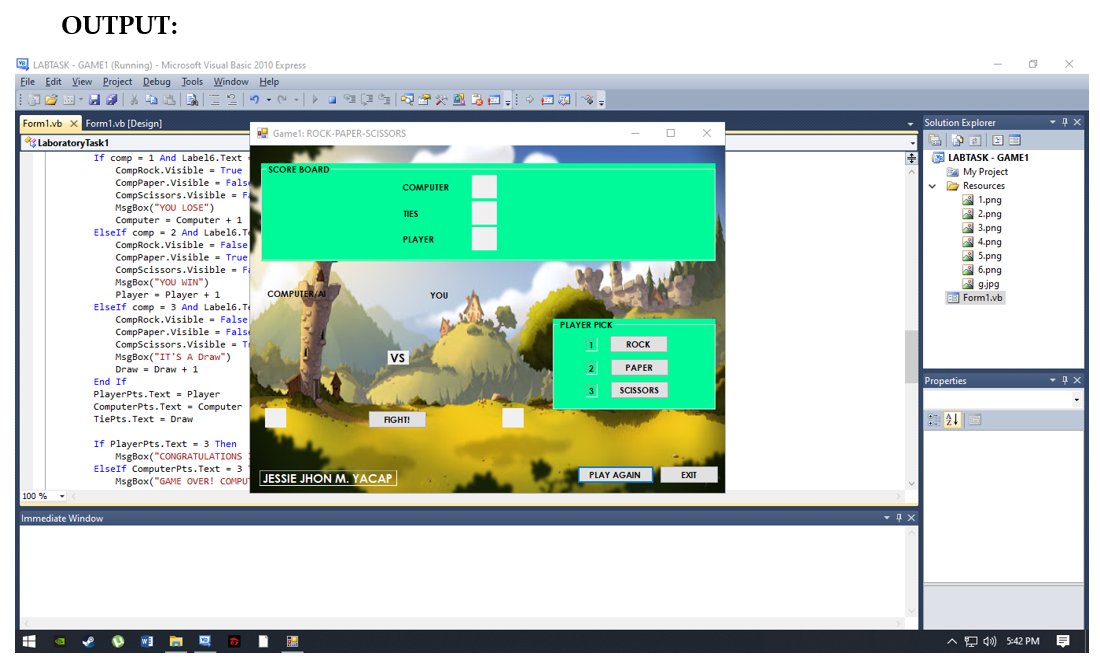 OUTPUT:
LABTASK - GAME1 (Running) - Microsoft Visual Basic 2010 Express
File Edit View Project Debug Tools Window Help
Form1.vb Form1.vb [Design]
LaboratoryTask1
If comp = 1 And Label6.Text =
CompRock.Visible = True
CompPaper.Visible = False
CompScissors.Visible = Fa
MsgBox("YOU LOSE")
Computer = Computer + 1
ElseIf comp = 2 And Label6.Te
CompRock.Visible = False
CompPaper.Visible = True
CompScissors.Visible = Fa
MsgBox("YOU WIN")
Player = Player + 1
ElseIf comp = 3 And Label6.Te
CompRock.Visible = False
CompPaper.Visible = False
CompScissors.Visible = Tr
MsgBox("IT'S A Draw")
Draw = Draw + 1
End If
PlayerPts.Text = Player
ComputerPts.Text = Computer
TiePts.Text = Draw
If PlayerPts.Text = 3 Then
MsgBox("CONGRATULATIONS
ElseIf ComputerPts.Text = 3
MsgBox("GAME OVER! COMPU
100 %
Game1: ROCK-PAPER-SCISSORS
SCORE BOARD
COMPUTER
TIES
PLAYER
COMPUTER/AI
YOU
VS
FIGHT!
PLAYER PICK
1 ROCK
2 PAPER
3 SCISSORS
JESSIE JHON M. YACAP
PLAY AGAIN EXIT
Solution Explorer
LABTASK - GAME1
My Project
Resources
1.png
2.png
3.png
4.png
5.png
6.png
g.jpg
Form1.vb
Properties
Immediate Window
5:42 PM